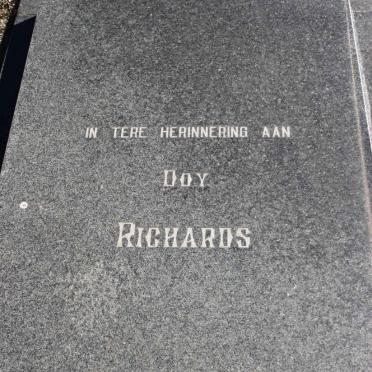 IN TERE HERINNERING AAN
DOY
RICHARDS